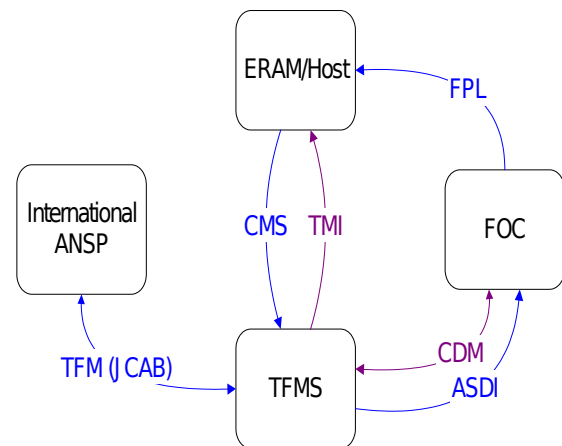 ERAM/Host
FPL
International
ANSP
CMS
TMI
FOC
TFM (JCAB)
TFMS
CDM
ASDI